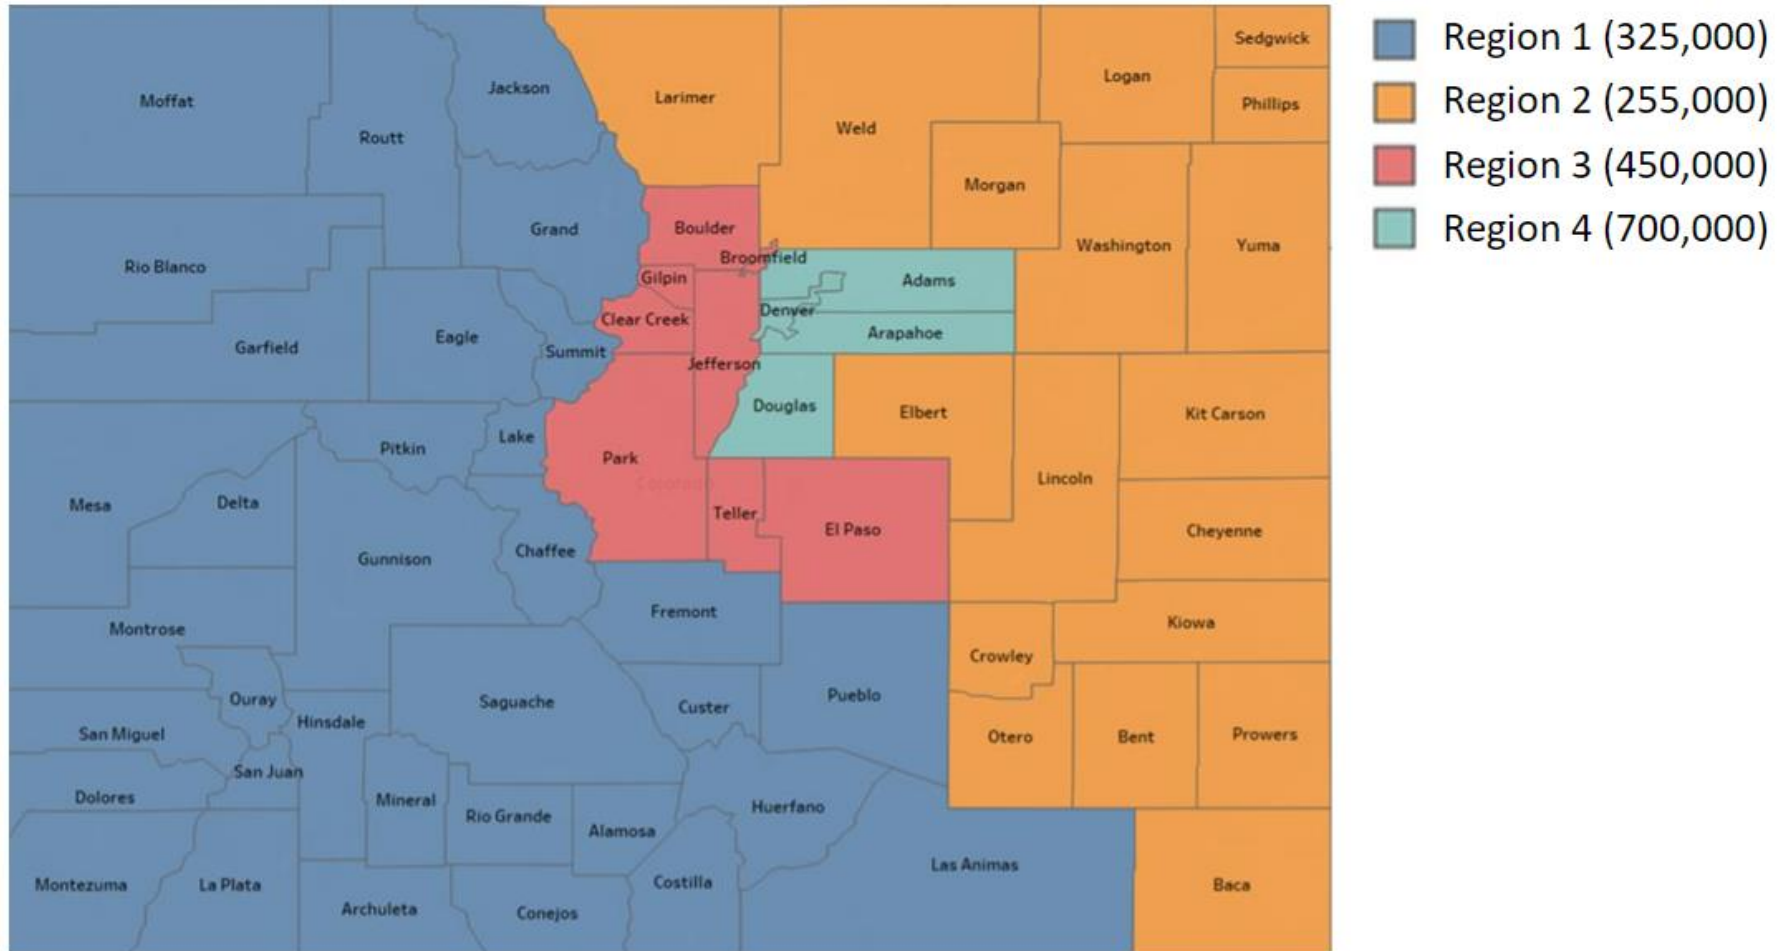 Region 1 (325,000)
Region 2 (255,000)
Region 3 (450,000)
Region 4 (700,000)
Sedgwick
Logan
Jackson
Larimer
Moffat
Phillips
Weld
Routt
Morgan
Boulder
Grand
Washington
Yuma
Broomfield
Rio Blanco
Gilpin
Adams
Denver
Clear Creek
Arapahoe
Eagle
Garfield
Summit
Jefferson
Douglas
Elbert
Kit Carson
Lake
Pitkin
Park
Lincoln
Colorado
Delta
Mesa
Teller
El Paso
Cheyenne
Chaffee
Gunnison
Fremont
Kiowa
Montrose
Crowley
Pueblo
Ouray
Saguache
Custer
Hinsdale
San Miguel
Otero
Bent
Prowers
San Juan
Dolores
Mineral
Huerfano
Rio Grande
Alamosa
Las Animas
Costilla
Montezuma
La Plata
Baca
Archuleta
Conejos